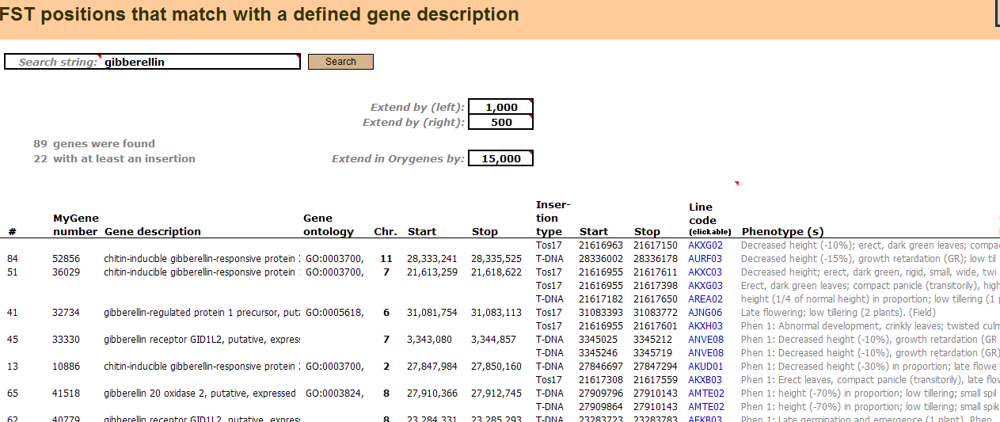 FST positions that match with a defined gene description
Search string: gibberellin Search
Extend by (left): 1,000
Extend by (right): 500
89 genes were found
22 with at least an insertion Extend in Orygenes by: 15,000
# MyGene number Gene description Gene ontology Chr. Start Stop Inser-tion type Start Stop Line code (clickable) Phenotype (s)
Tos17 21616963 21617150 AKXG02 Decreased height (-10%); erect, dark green leaves; compac
84 52856 chitin-inducible gibberellin-responsive protein GO:0003700, 11 28,333,241 28,335,525 T-DNA 28336002 28336178 AURF03 Decreased height (-15%), growth retardation (GR); low til
51 36029 chitin-inducible gibberellin-responsive protein GO:0003700, 7 21,613,259 21,618,622 Tos17 21616955 21617611 AKXC03 Decreased height; erect, dark green, rigid, small, wide, twi
Tos17 21616955 21617398 AKXG03 Erect, dark green leaves; compact panicle (transitorily), high
T-DNA 21617182 21617650 AREA02 height (1/4 of normal height) in proportion; low tillering (1 p
41 32734 gibberellin-regulated protein 1 precursor, puta GO:0005618, 6 31,081,754 31,083,113 Tos17 31083393 31083772 AJNG06 Late flowering; low tillering (2 plants). (Field)
Tos17 21616955 21617601 AKXH03 Phen 1: Abnormal development, crinkly leaves; twisted culm
45 33330 gibberellin receptor GID1L2, putative, expres 7 3,343,080 3,344,857 T-DNA 3345025 3345212 ANVE08 Phen 1: Decreased height (-10%), growth retardation (GR
T-DNA 3345246 3345719 ANVE08 Phen 1: Decreased height (-10%), growth retardation (GR)
13 10886 chitin-inducible gibberellin-responsive protein GO:0003700, 2 27,847,984 27,850,160 T-DNA 27846697 27847294 AKUD01 Phen 1: Decreased height (-30%) in proportion; late flowe
Tos17 21617308 21617559 AKXB03 Phen 1: Erect leaves, compact panicle (transitorily), late flow
65 41518 gibberellin 20 oxidase 2, putative, expressed GO:0003824, 8 27,910,366 27,912,745 T-DNA 27909796 27910143 AMTE02 Phen 1: height (-70%) in proportion; low tillering; small spil
T-DNA 27909864 27910143 AMTE02 Phen 1: height (-70%) in proportion; low tillering; small spik
62 40779 gibberellin receptor GID1L2, putative, expres 8 23,284,331 23,285,293 T-DNA 23283723 23283783 AFKB03 Phen 1: Late germination and emergence (1 plant). Phen